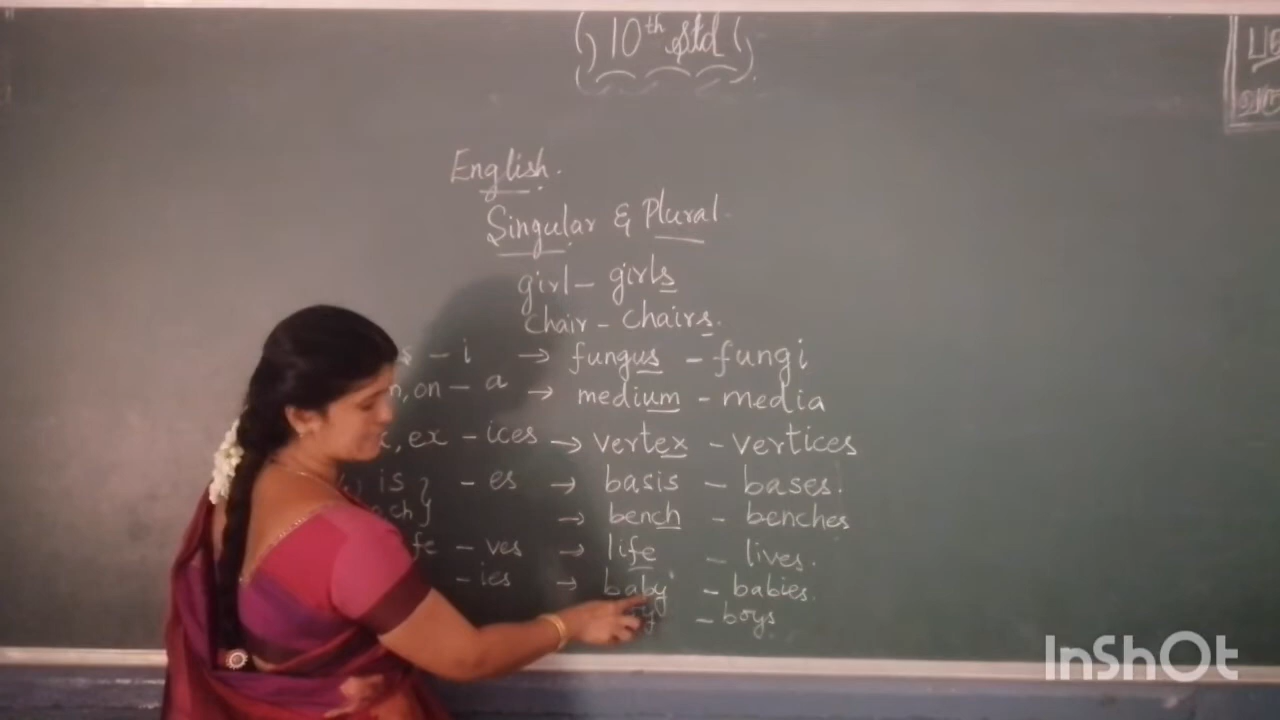 10th std
English.
Singular & Plural.
girl - girls
chair - chairs.
- i → fungus - fungi
on - a → medium - media
ex - ices → vertex - vertices
is } - es → basis - bases.
→ bench - benches
fe - ves → life - lives.
- ies → baby - babies.
- boys
InShOt